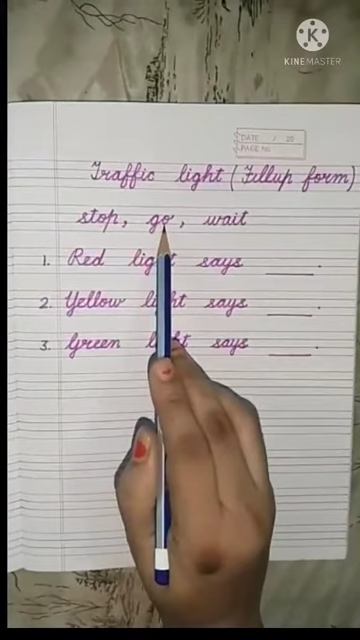 KINEMASTER
DATE / 20
PAGE NO
Traffic light (Fillup form)
stop, go, wait
1. Red light says ____.
2. Yellow light says ____.
3. Green light says ____.